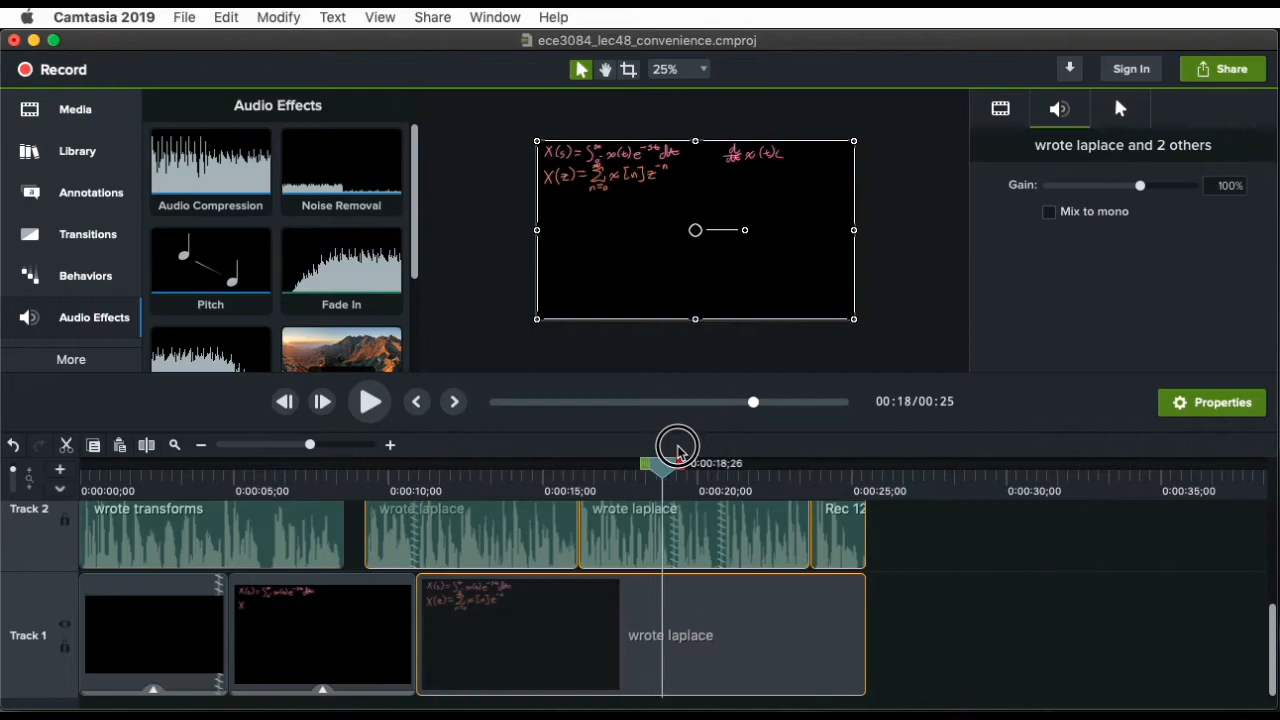 Camtasia 2019 File Edit Modify Text View Share Window Help
ece3084_lec48_convenience.cmproj
Record 25% Sign In Share
Media
Library
Annotations
Transitions
Behaviors
Audio Effects
More
Audio Effects
Audio Compression Noise Removal
Pitch Fade In
X(s) = ∫₀^∞ x(t) e^{-st} dt d/dt x(t)
X(z) = ∑_{n=0}^∞ x[n] z^{-n}
wrote laplace and 2 others
Gain: 100%
Mix to mono
00:18/00:25 Properties
0:00:18;26
0:00:00;00 0:00:05;00 0:00:10;00 0:00:15;00 0:00:20;00 0:00:25;00 0:00:30;00 0:00:35;00
Track 2 wrote transforms wrote laplace wrote laplace Rec 12
Track 1 wrote laplace